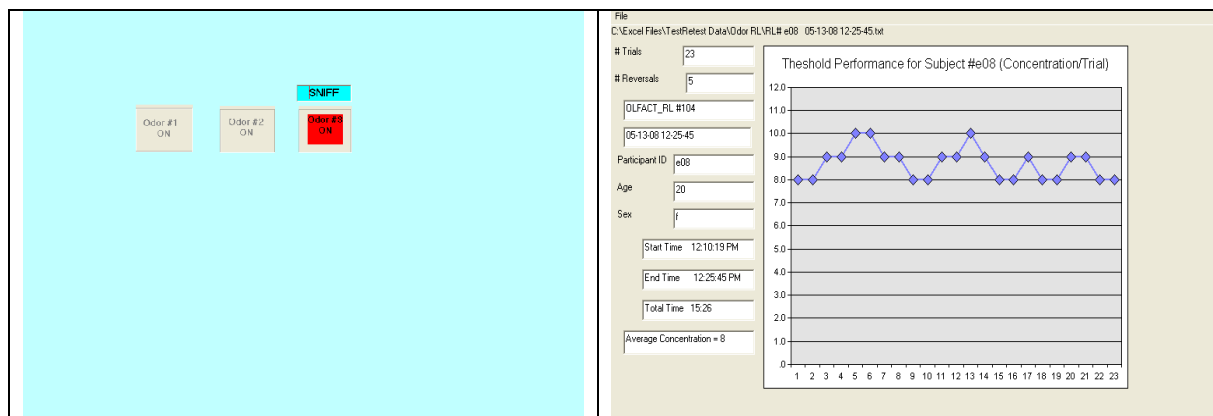 SNIFF
Odor #1
ON
Odor #2
ON
Odor #3
ON
File
C:\Excel Files\TestRetest Data\Odor RL\RL# e08 05-13-08 12-25-45.txt
# Trials 23
# Reversals 5
OLFACT_RL #104
05-13-08 12-25-45
Participant ID e08
Age 20
Sex f
Start Time 12:10:19 PM
End Time 12:25:45 PM
Total Time 15:26
Average Concentration = 8
Theshold Performance for Subject #e08 (Concentration/Trial)
12.0
11.0
10.0
9.0
8.0
7.0
6.0
5.0
4.0
3.0
2.0
1.0
.0
1 2 3 4 5 6 7 8 9 10 11 12 13 14 15 16 17 18 19 20 21 22 23